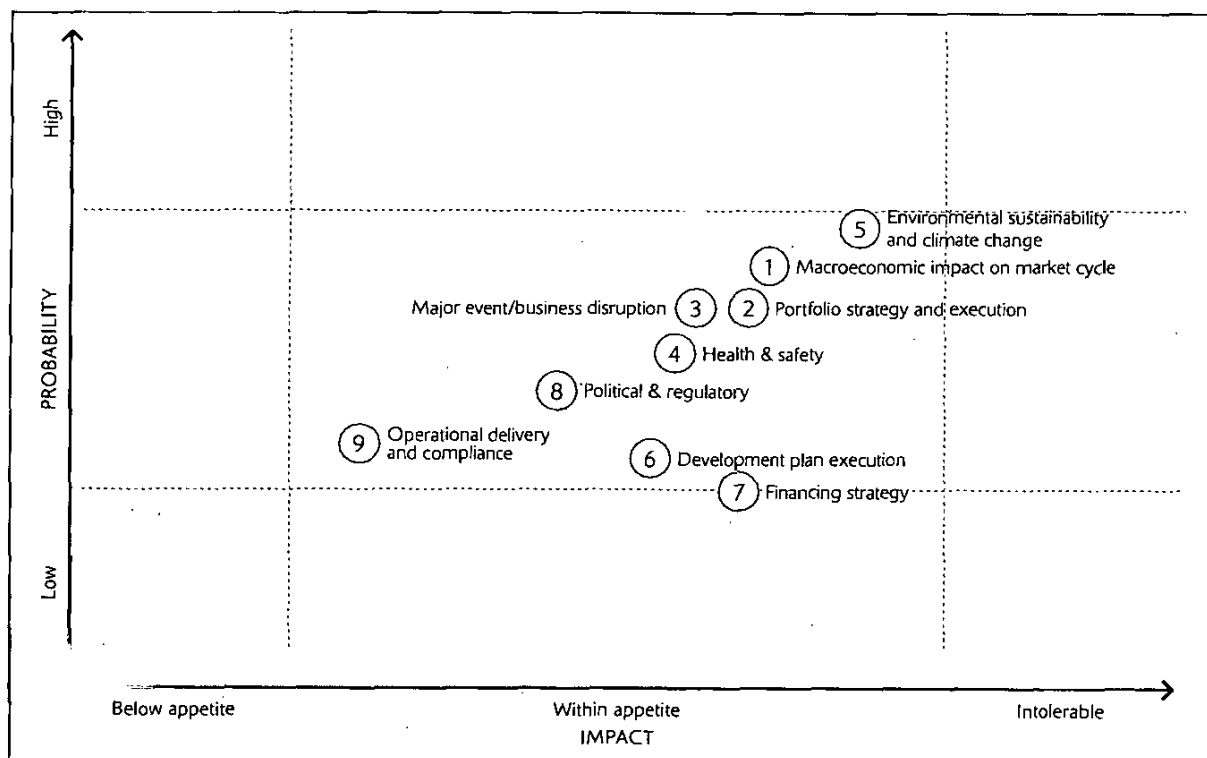 High
5
Environmental sustainability
and climate change
1
Macroeconomic impact on market cycle
Major event/business disruption
3
2
Portfolio strategy and execution
4
Health & safety
PROBABILITY
8
Political & regulatory
9
Operational delivery
and compliance
6
Development plan execution
7
Financing strategy
Low
Below appetite
Within appetite
Intolerable
IMPACT